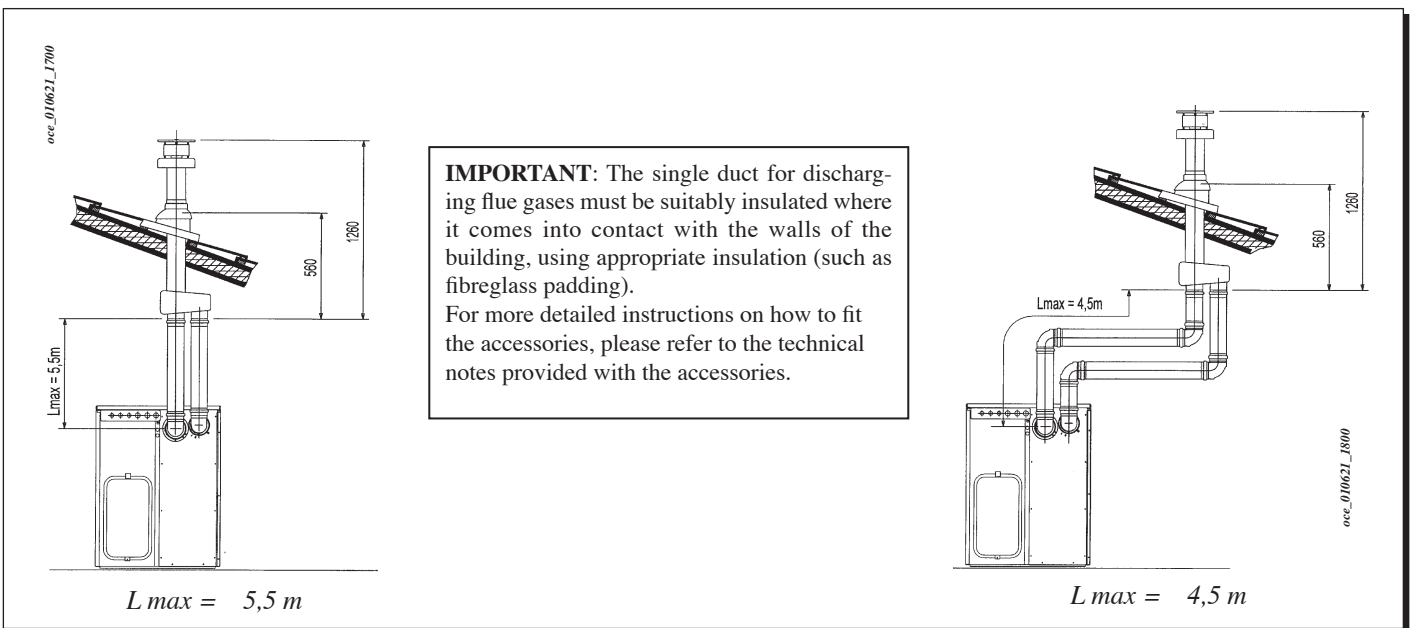 oce_010621_1700
1260
560
Lmax = 5,5m
L max = 5,5 m
IMPORTANT: The single duct for discharg-
ing flue gases must be suitably insulated where
it comes into contact with the walls of the
building, using appropriate insulation (such as
fibreglass padding).
For more detailed instructions on how to fit
the accessories, please refer to the technical
notes provided with the accessories.
1260
560
Lmax = 4,5m
oce_010621_1800
L max = 4,5 m